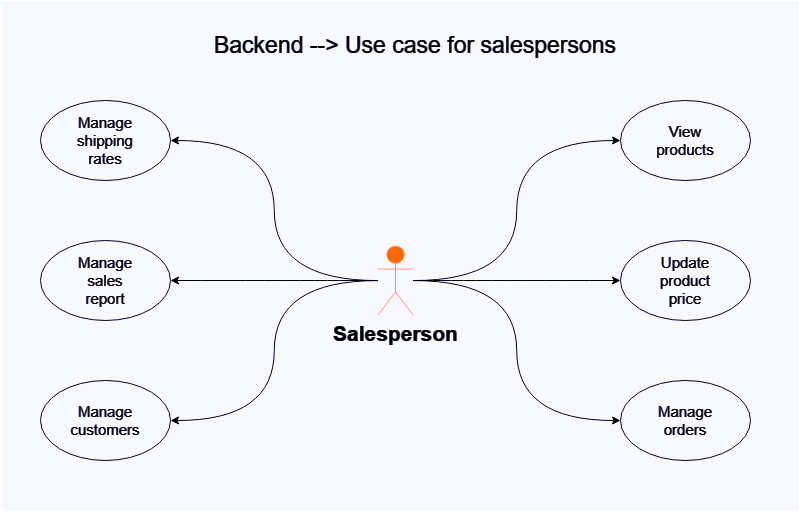 Backend --> Use case for salespersons
Manage
shipping
rates
View
products
Manage
sales
report
Update
product
price
Salesperson
Manage
customers
Manage
orders